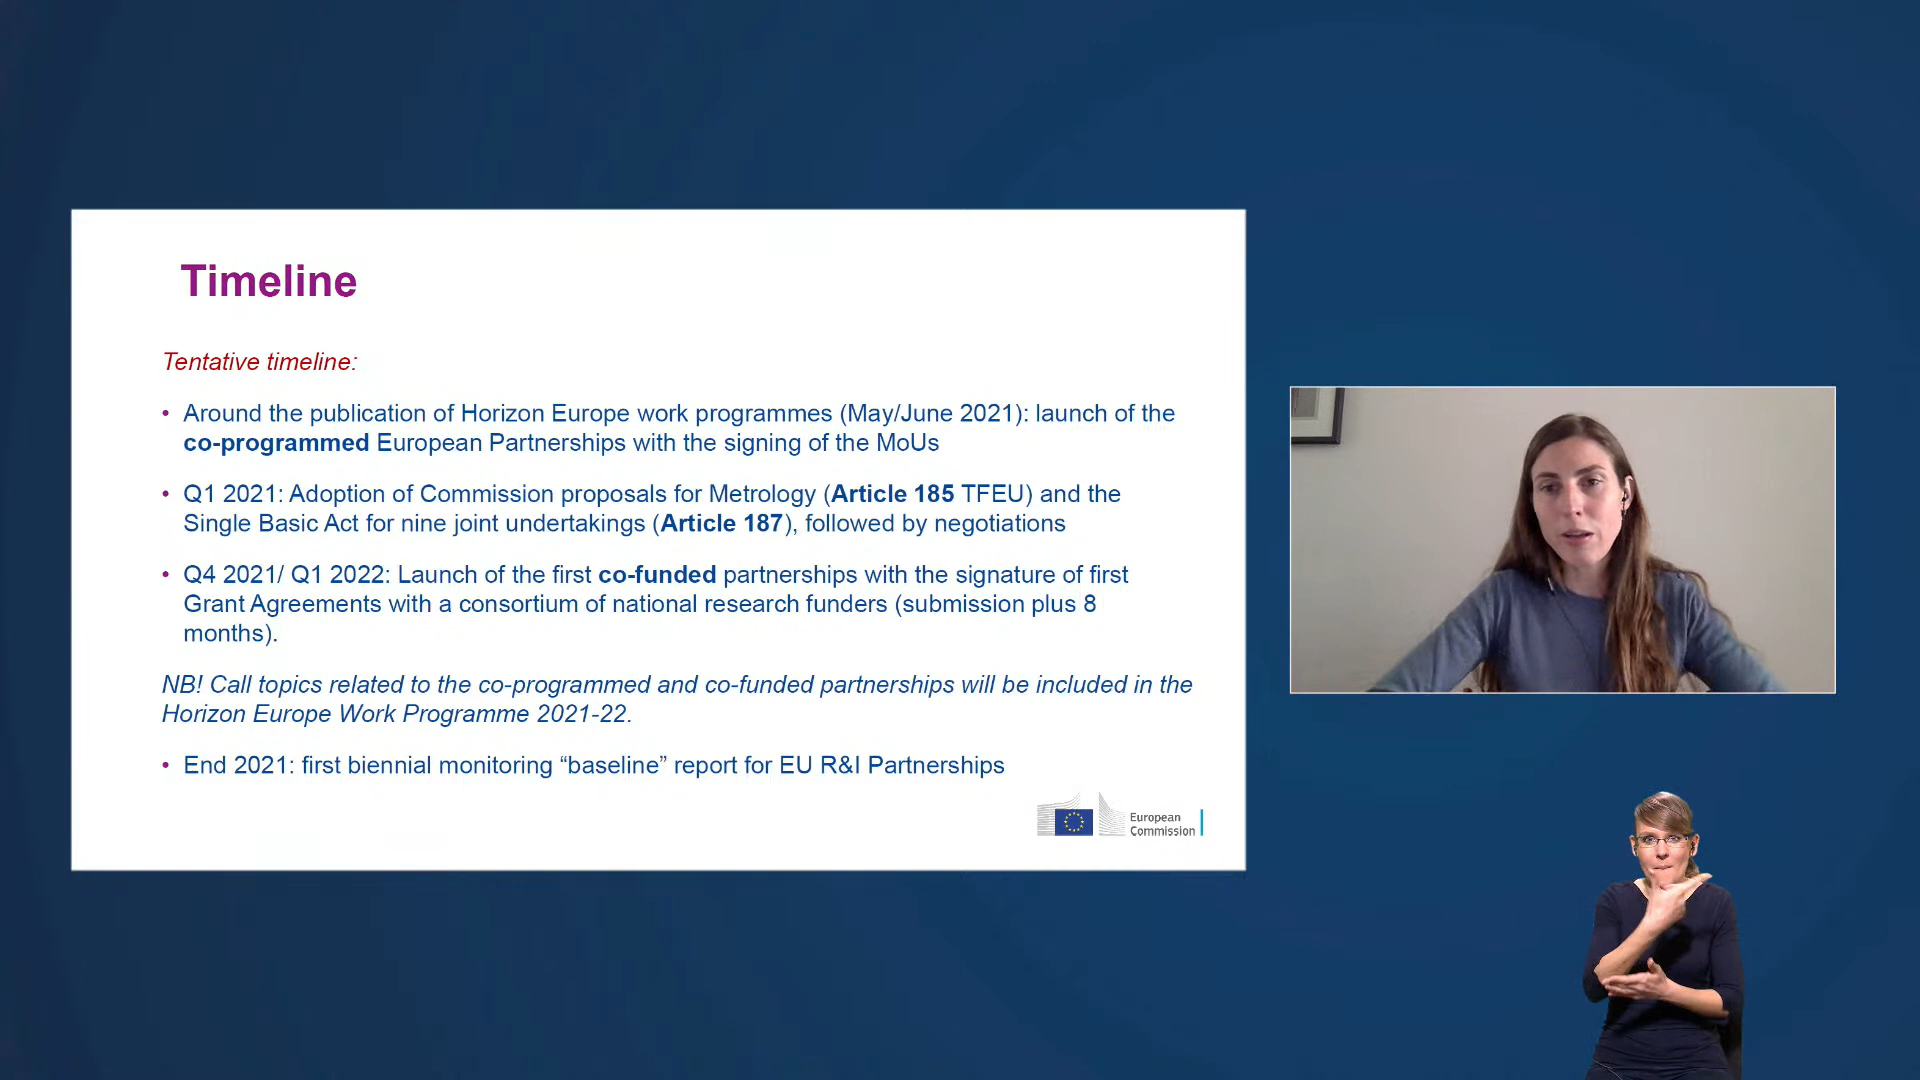 Timeline
Tentative timeline:
• Around the publication of Horizon Europe work programmes (May/June 2021): launch of the
co-programmed European Partnerships with the signing of the MoUs
• Q1 2021: Adoption of Commission proposals for Metrology (Article 185 TFEU) and the
Single Basic Act for nine joint undertakings (Article 187), followed by negotiations
• Q4 2021/ Q1 2022: Launch of the first co-funded partnerships with the signature of first
Grant Agreements with a consortium of national research funders (submission plus 8
months).
NB! Call topics related to the co-programmed and co-funded partnerships will be included in the
Horizon Europe Work Programme 2021-22.
• End 2021: first biennial monitoring “baseline” report for EU R&I Partnerships
European
Commission